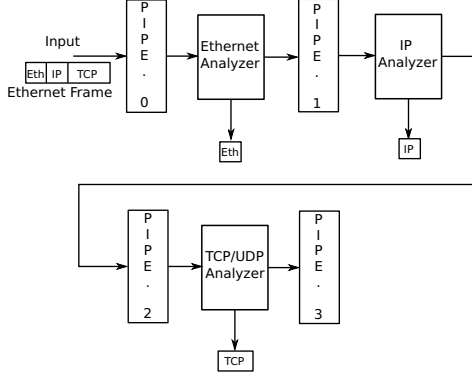 Input
Eth IP TCP
Ethernet Frame
P
I
P
E
.
0
Ethernet
Analyzer
Eth
P
I
P
E
.
1
IP
Analyzer
IP
P
I
P
E
.
2
TCP/UDP
Analyzer
TCP
P
I
P
E
.
3